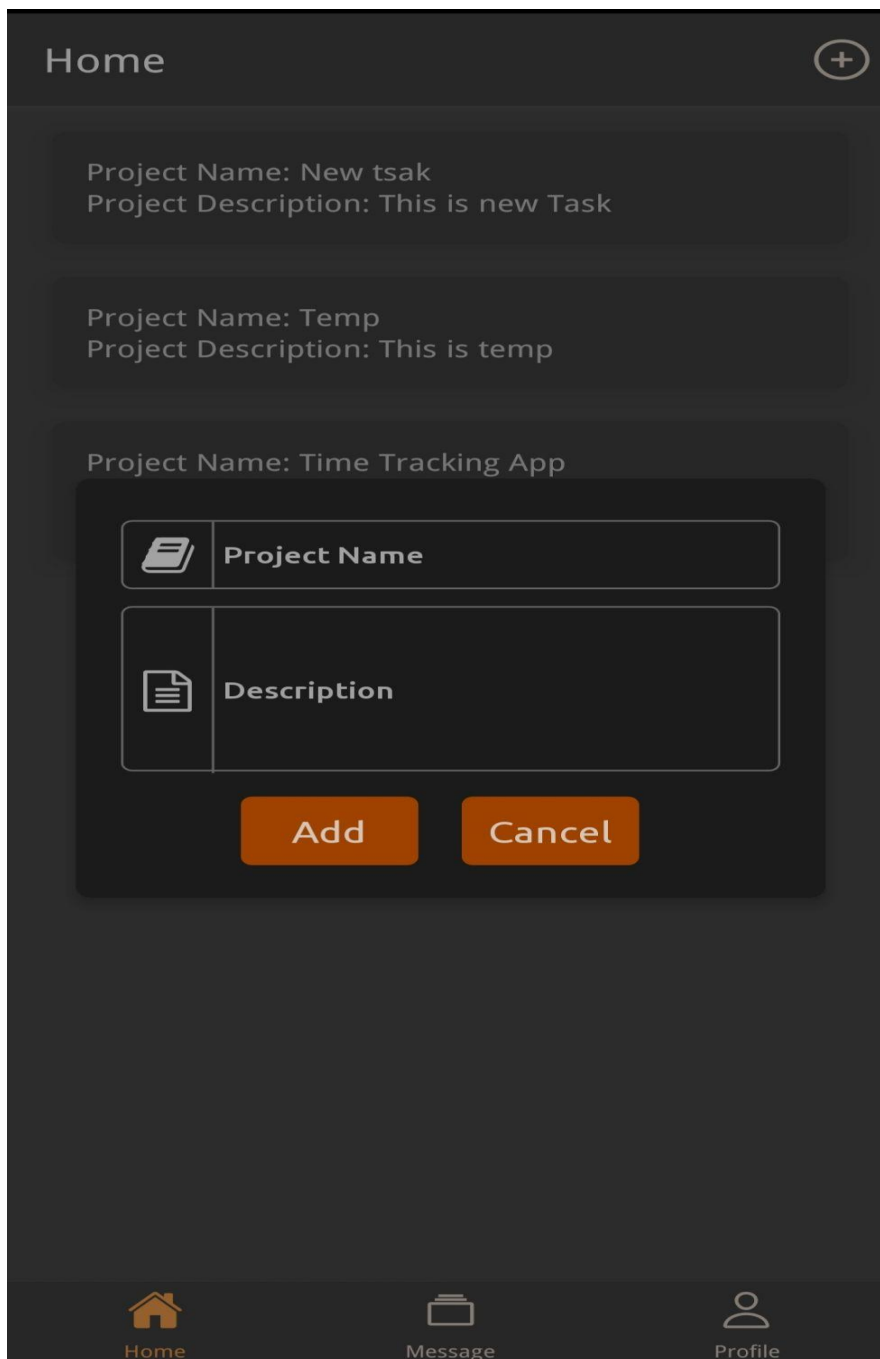 Home
Project Name: New tsak
Project Description: This is new Task
Project Name: Temp
Project Description: This is temp
Project Name: Time Tracking App
Project Name
Description
Add
Cancel
Home
Message
Profile